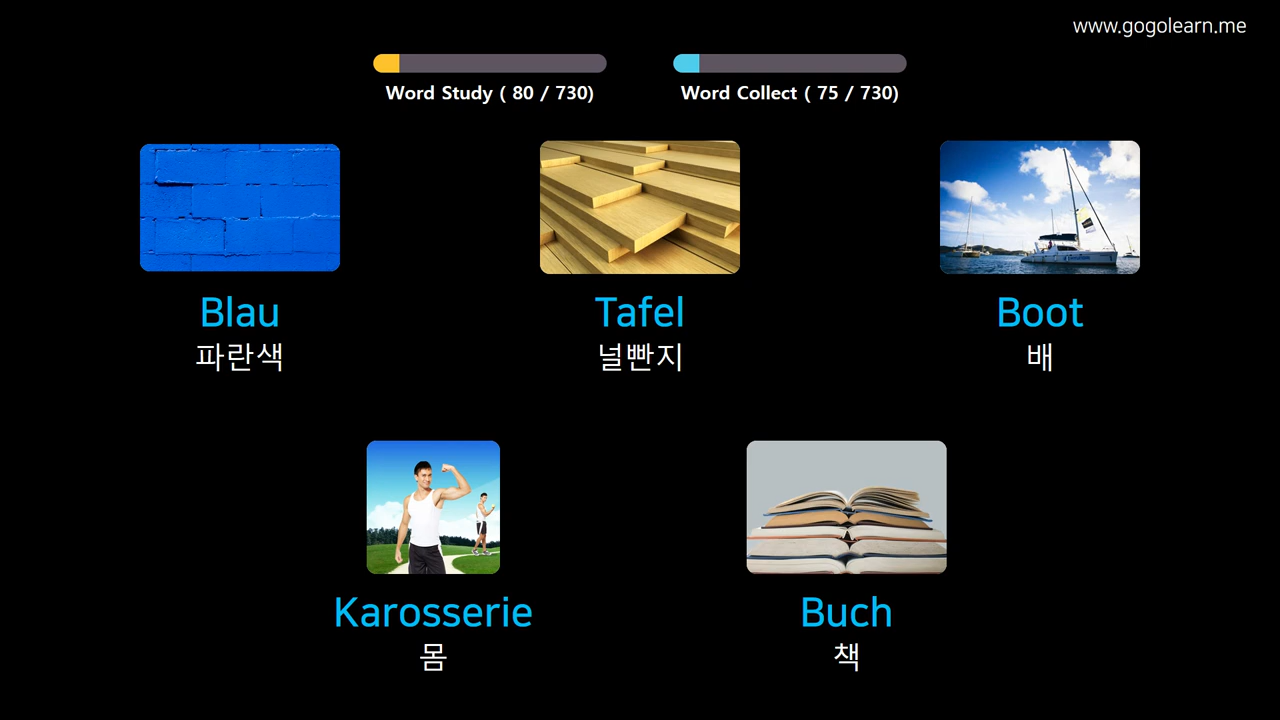 www.gogolearn.me
Word Study ( 80 / 730)
Word Collect ( 75 / 730)
Blau
파란색
Tafel
널빤지
Boot
배
Karosserie
몸
Buch
책